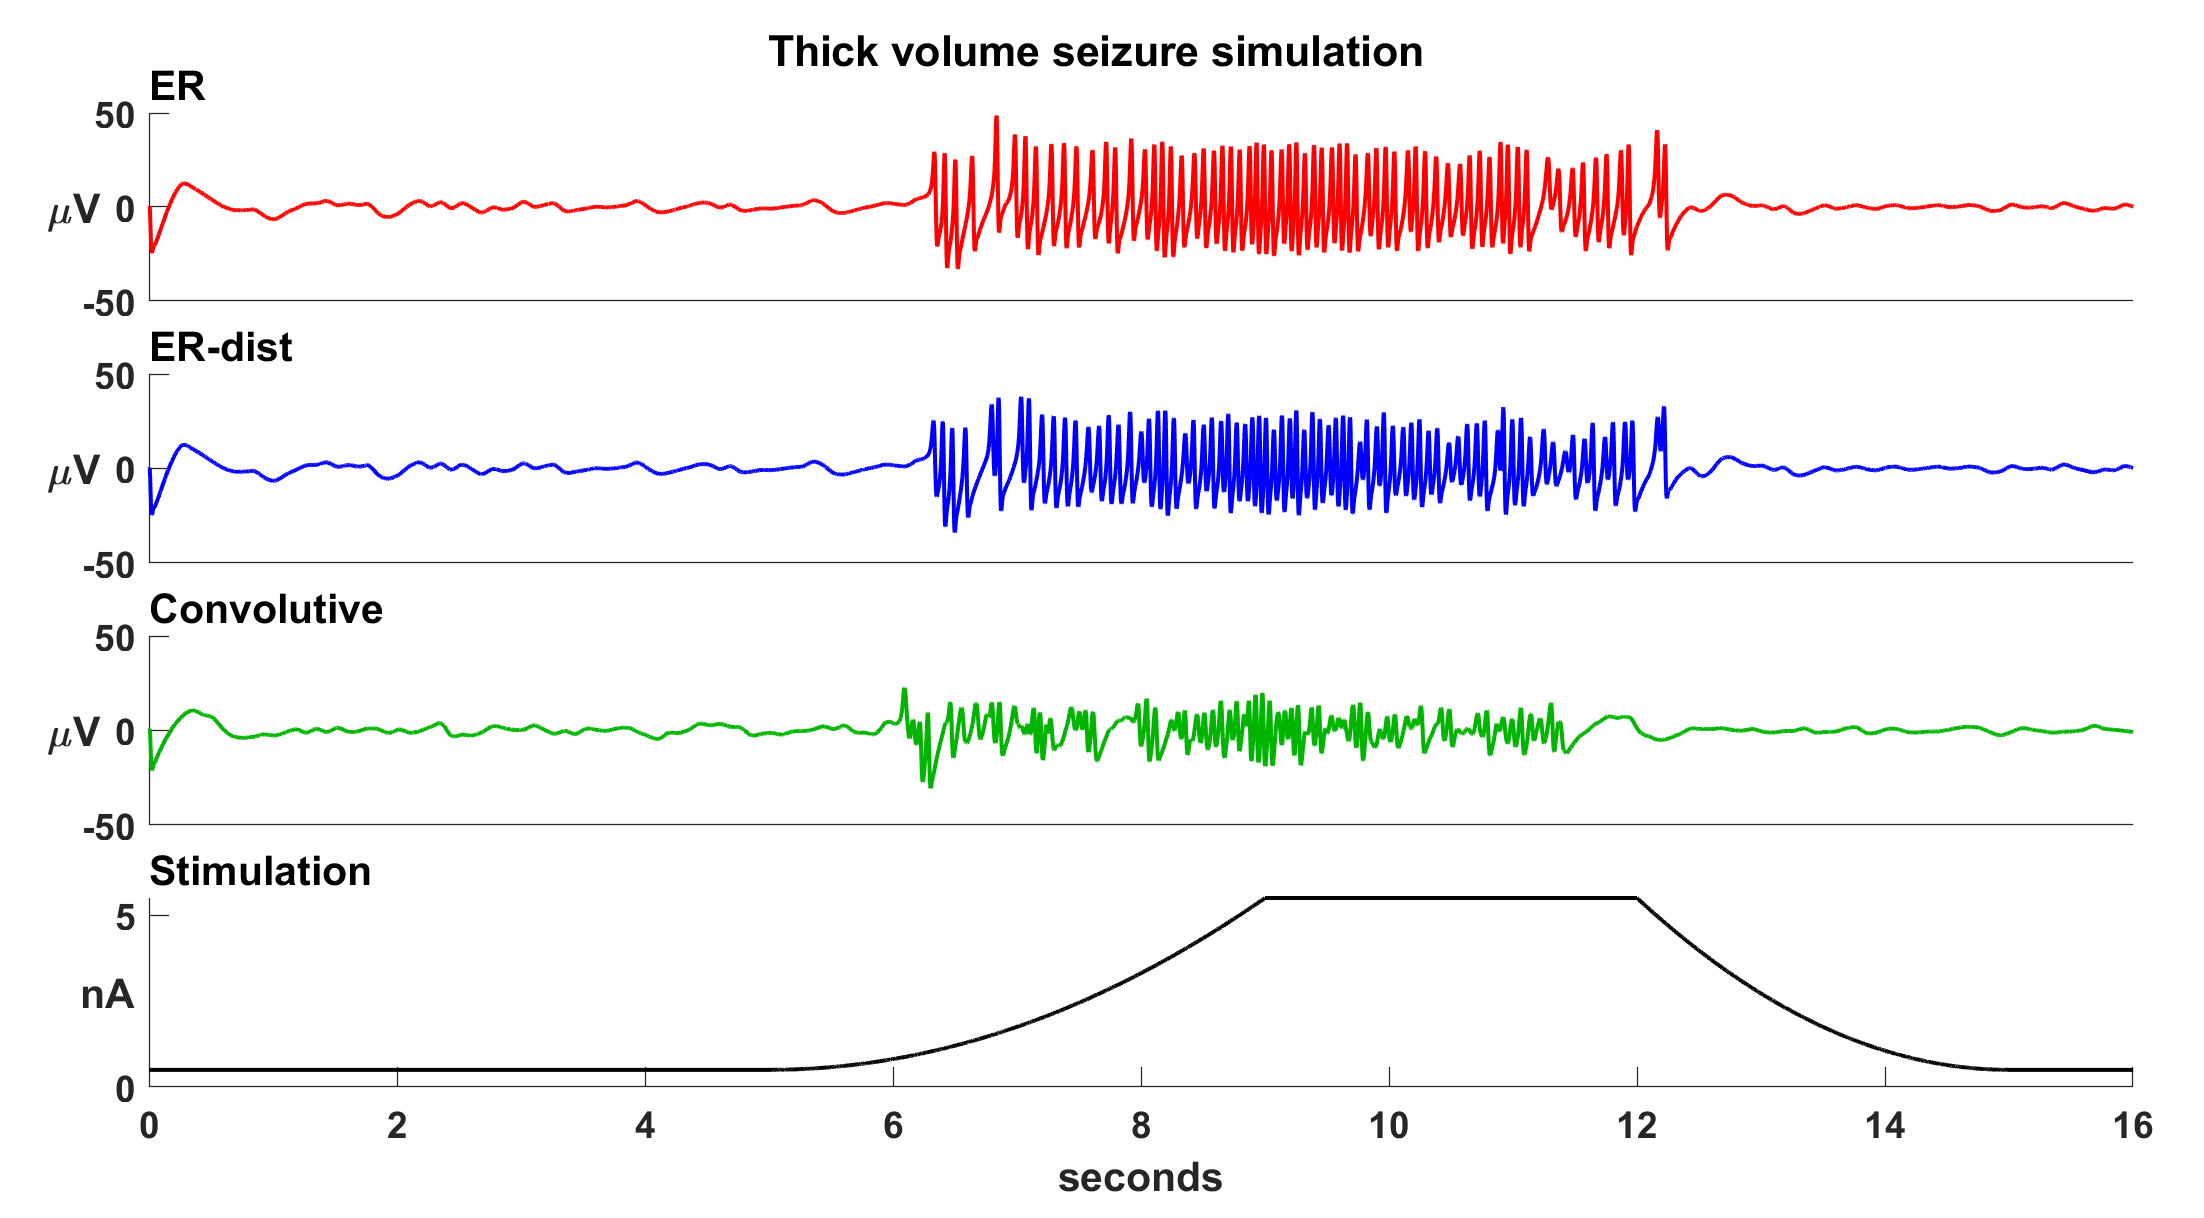 Thick volume seizure simulation
ER
50
μV 0
-50
ER-dist
50
μV 0
-50
Convolutive
50
μV 0
-50
Stimulation
5
nA
0
0 2 4 6 8 10 12 14 16
seconds